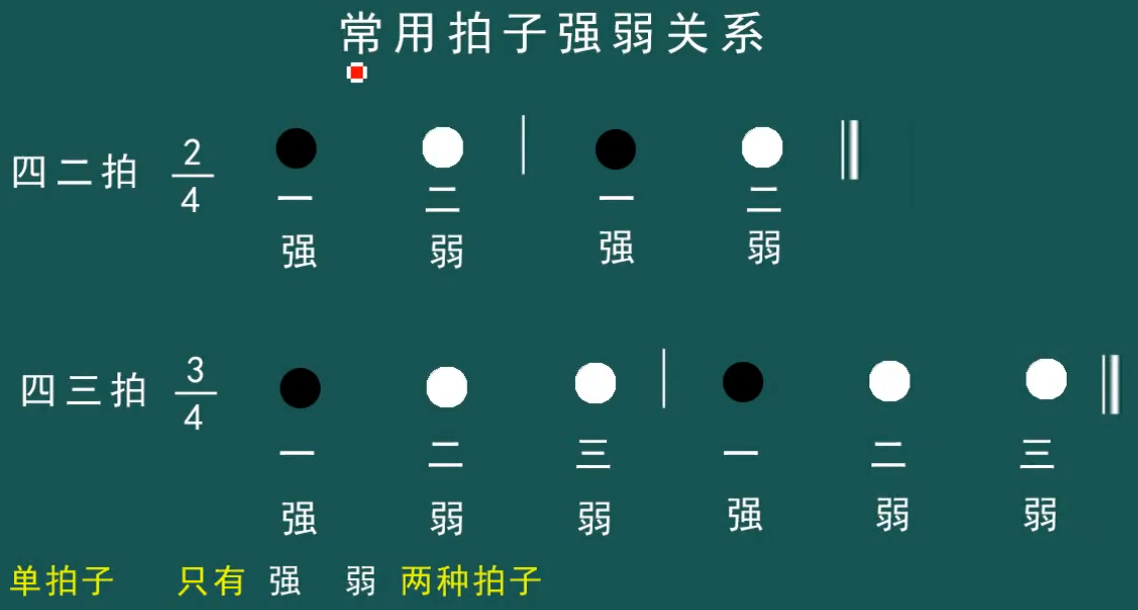 常用拍子强弱关系
四二拍 2/4 一 二 一 二
强 弱 强 弱
四三拍 3/4
一 二 三 一 二 三
强 弱 弱 强 弱 弱
单拍子 只有 强 弱 两种拍子